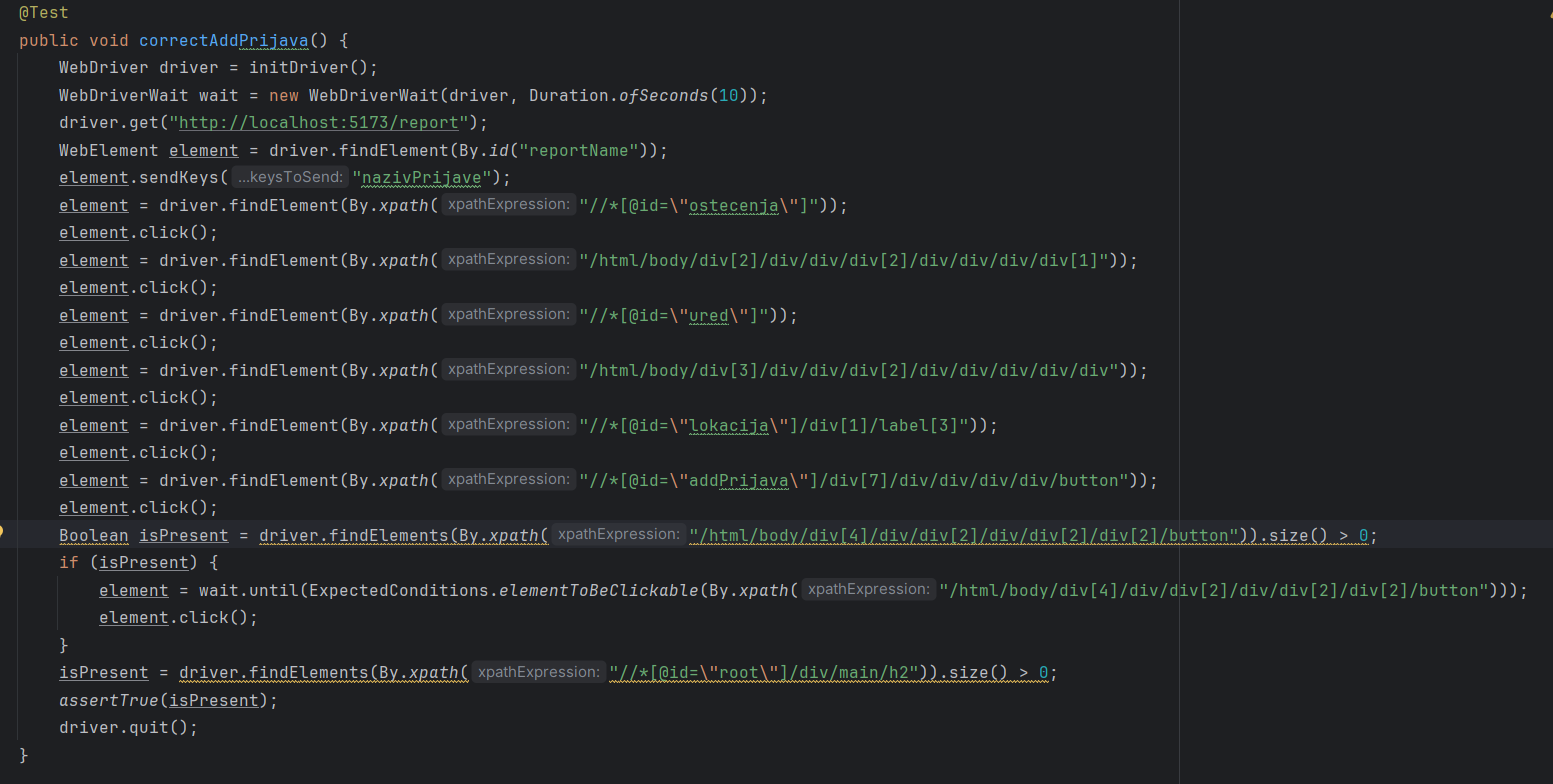 @Test
public void correctAddPrijava() {
    WebDriver driver = initDriver();
    WebDriverWait wait = new WebDriverWait(driver, Duration.ofSeconds(10));
    driver.get("http://localhost:5173/report");
    WebElement element = driver.findElement(By.id("reportName"));
    element.sendKeys( ...keysToSend: "nazivPrijave");
    element = driver.findElement(By.xpath( xpathExpression: "//*[@id=\"ostecenja\"]"));
    element.click();
    element = driver.findElement(By.xpath( xpathExpression: "/html/body/div[2]/div/div/div[2]/div/div/div/div[1]"));
    element.click();
    element = driver.findElement(By.xpath( xpathExpression: "//*[@id=\"ured\"]"));
    element.click();
    element = driver.findElement(By.xpath( xpathExpression: "/html/body/div[3]/div/div/div[2]/div/div/div/div/div"));
    element.click();
    element = driver.findElement(By.xpath( xpathExpression: "//*[@id=\"lokacija\"]/div[1]/label[3]"));
    element.click();
    element = driver.findElement(By.xpath( xpathExpression: "//*[@id=\"addPrijava\"]/div[7]/div/div/div/div/button"));
    element.click();
    Boolean isPresent = driver.findElements(By.xpath( xpathExpression: "/html/body/div[4]/div/div[2]/div/div[2]/div[2]/button")).size() > 0;
    if (isPresent) {
        element = wait.until(ExpectedConditions.elementToBeClickable(By.xpath( xpathExpression: "/html/body/div[4]/div/div[2]/div/div[2]/div[2]/button")));
        element.click();
    }
    isPresent = driver.findElements(By.xpath( xpathExpression: "//*[@id=\"root\"]/div/main/h2")).size() > 0;
    assertTrue(isPresent);
    driver.quit();
}